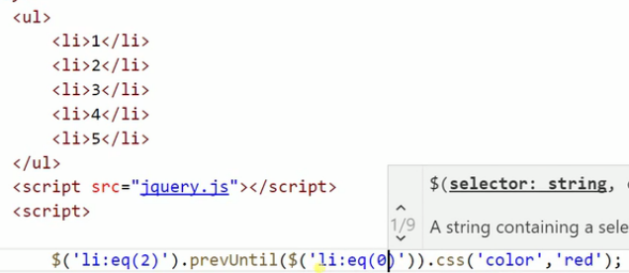 <ul>
<li>1</li>
<li>2</li>
<li>3</li>
<li>4</li>
<li>5</li>
</ul>
<script src="jquery.js"></script>
<script>
$(selector: string,
1/9
A string containing a sele
$('li:eq(2)').prevUntil($('li:eq(0)')).css('color','red');